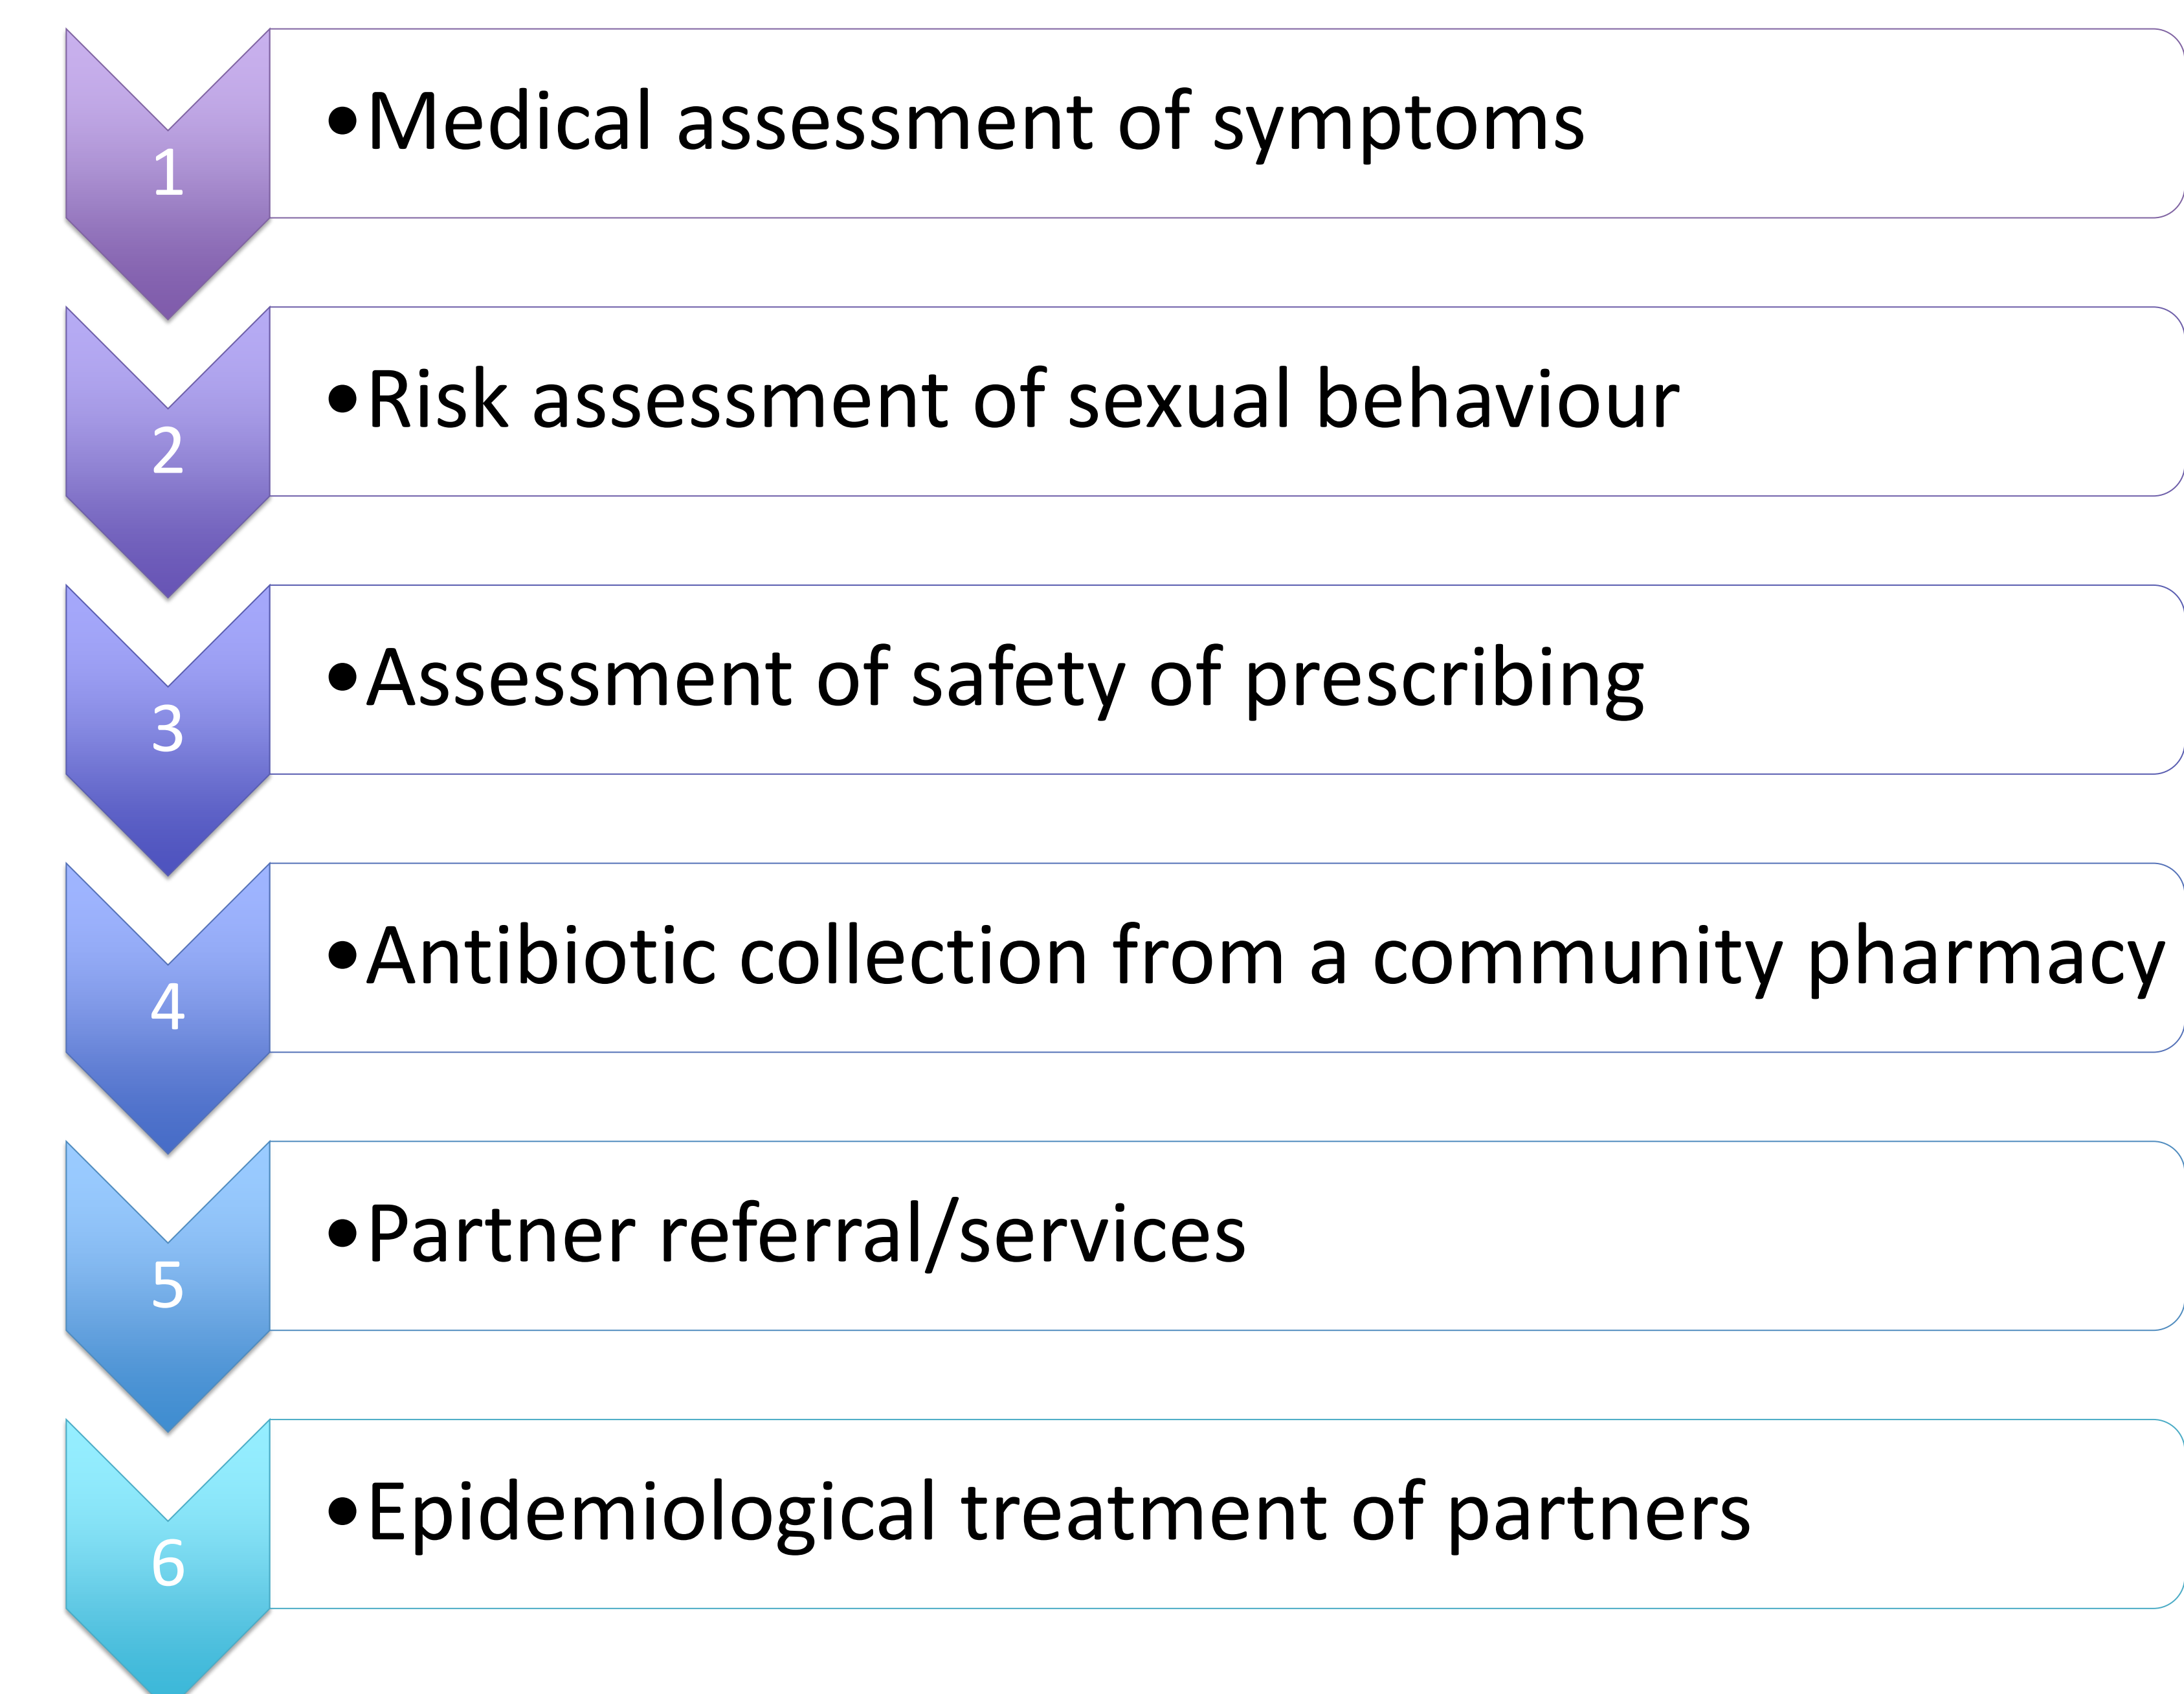 1
•Medical assessment of symptoms
2
•Risk assessment of sexual behaviour
3
•Assessment of safety of prescribing
4
•Antibiotic collection from a community pharmacy
5
•Partner referral/services
6
•Epidemiological treatment of partners